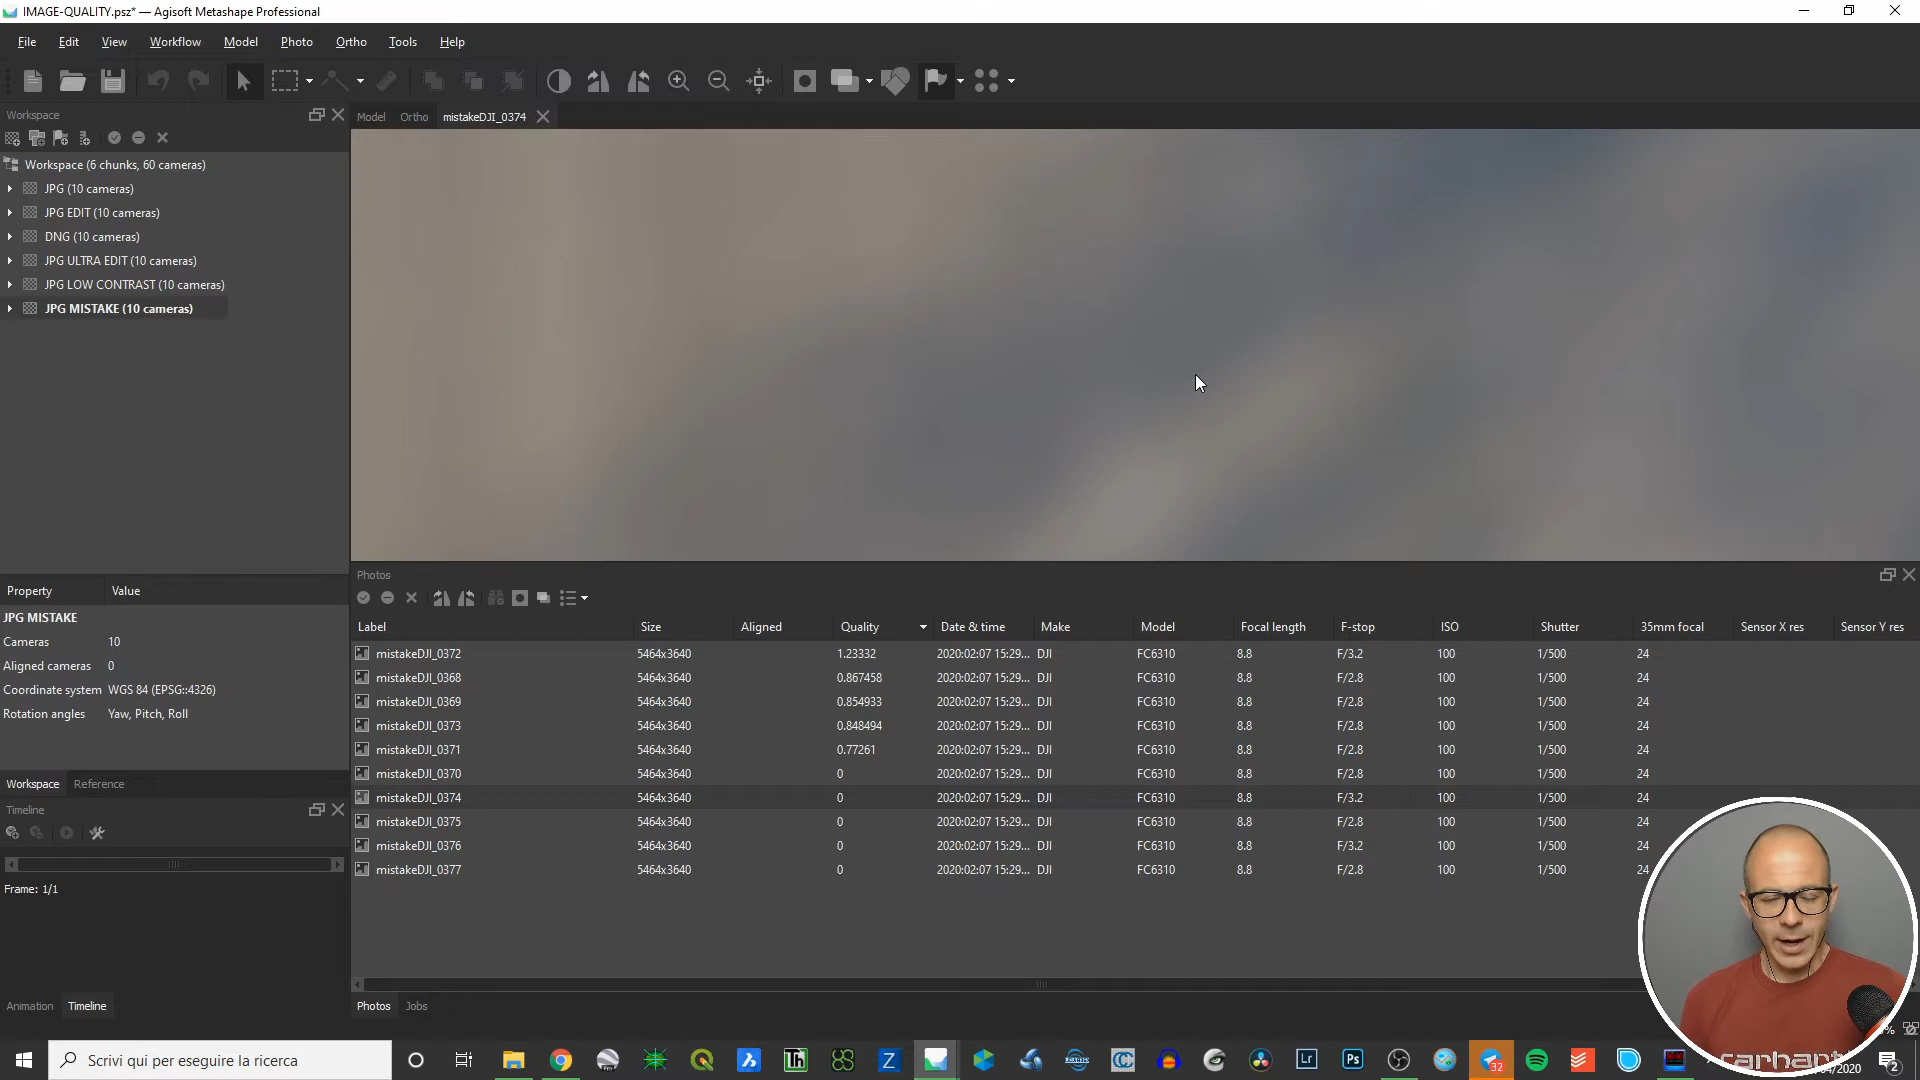 IMAGE-QUALITY.psz* — Agisoft Metashape Professional
File Edit View Workflow Model Photo Ortho Tools Help
Workspace
Model Ortho mistakeDJI_0374
Workspace (6 chunks, 60 cameras)
JPG (10 cameras)
JPG EDIT (10 cameras)
DNG (10 cameras)
JPG ULTRA EDIT (10 cameras)
JPG LOW CONTRAST (10 cameras)
JPG MISTAKE (10 cameras)
Property Value
JPG MISTAKE
Cameras 10
Aligned cameras 0
Coordinate system WGS 84 (EPSG::4326)
Rotation angles Yaw, Pitch, Roll
Workspace Reference
Timeline
Frame: 1/1
Animation Timeline
Photos
Label Size Aligned Quality Date & time Make Model Focal length F-stop ISO Shutter 35mm focal Sensor X res Sensor Y res
mistakeDJI_0372 5464x3640 1.23332 2020:02:07 15:29... DJI FC6310 8.8 F/3.2 100 1/500 24
mistakeDJI_0368 5464x3640 0.867458 2020:02:07 15:29... DJI FC6310 8.8 F/2.8 100 1/500 24
mistakeDJI_0369 5464x3640 0.854933 2020:02:07 15:29... DJI FC6310 8.8 F/2.8 100 1/500 24
mistakeDJI_0373 5464x3640 0.848494 2020:02:07 15:29... DJI FC6310 8.8 F/2.8 100 1/500 24
mistakeDJI_0371 5464x3640 0.77261 2020:02:07 15:29... DJI FC6310 8.8 F/2.8 100 1/500 24
mistakeDJI_0370 5464x3640 0 2020:02:07 15:29... DJI FC6310 8.8 F/2.8 100 1/500 24
mistakeDJI_0374 5464x3640 0 2020:02:07 15:29... DJI FC6310 8.8 F/3.2 100 1/500 24
mistakeDJI_0375 5464x3640 0 2020:02:07 15:29... DJI FC6310 8.8 F/2.8 100 1/500 24
mistakeDJI_0376 5464x3640 0 2020:02:07 15:29... DJI FC6310 8.8 F/3.2 100 1/500 24
mistakeDJI_0377 5464x3640 0 2020:02:07 15:29... DJI FC6310 8.8 F/2.8 100 1/500 24
Photos Jobs
Scrivi qui per eseguire la ricerca
Th Z CC Lr Ps 32 carhart /04/2020 2